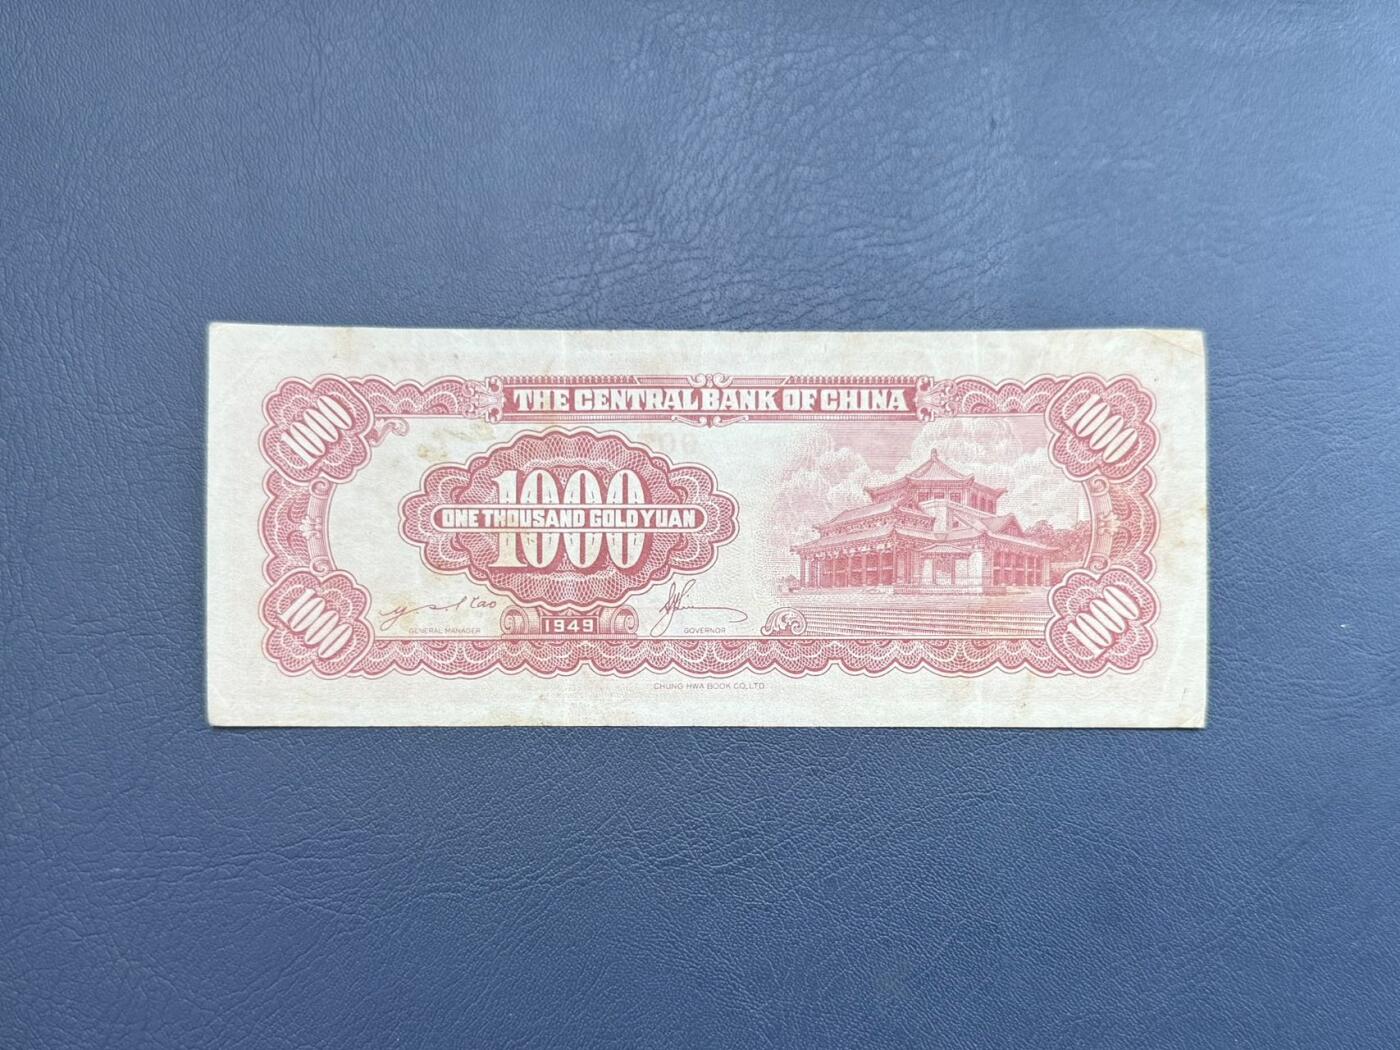 THE CENTRAL BANK OF CHINA
1000 1000
1000
ONE THOUSAND GOLD YUAN
1000
1000 1949 1000
GENERAL MANAGER GOVERNOR
CHUNG HWA BOOK CO., LTD.